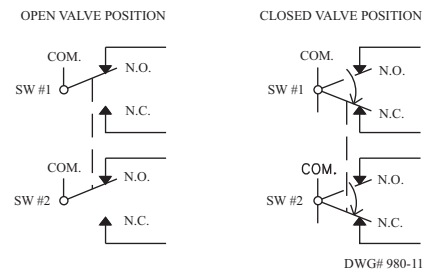 OPEN VALVE POSITION
CLOSED VALVE POSITION
COM.
N.O.
SW #1
N.C.
COM.
N.O.
SW #2
N.C.
COM.
N.O.
SW #1
N.C.
COM.
N.O.
SW #2
N.C.
DWG# 980-11